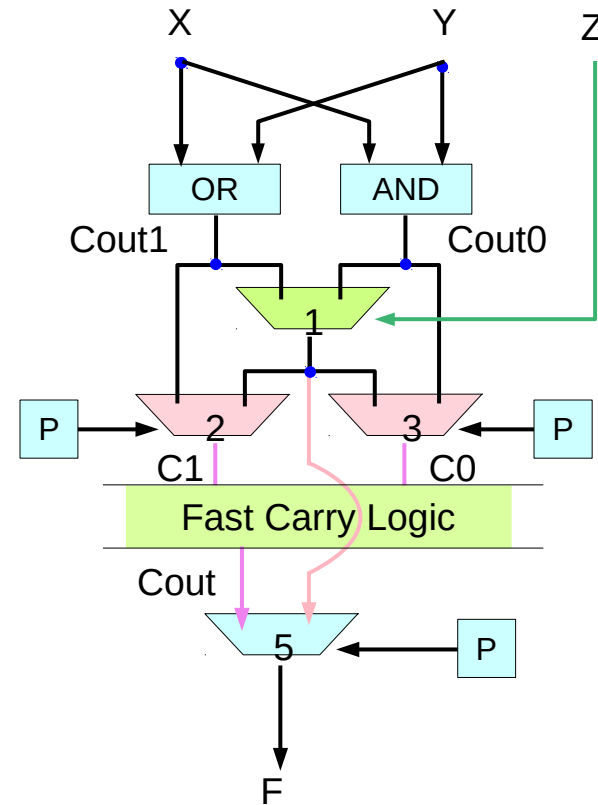 X Y Z
OR AND
Cout1 Cout0
1
P 2 3 P
C1 C0
Fast Carry Logic
Cout
5 P
F